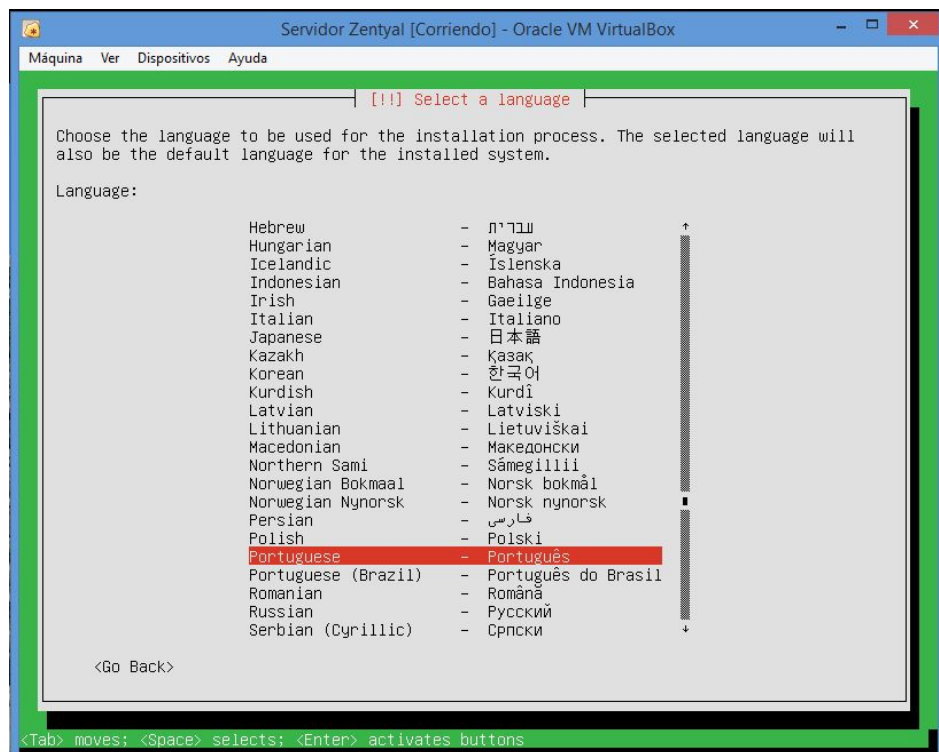 Servidor Zentyal [Corriendo] - Oracle VM VirtualBox
Máquina Ver Dispositivos Ayuda
[!!] Select a language
Choose the language to be used for the installation process. The selected language will
also be the default language for the installed system.
Language:
Hebrew - עברית
Hungarian - Magyar
Icelandic - Íslenska
Indonesian - Bahasa Indonesia
Irish - Gaeilge
Italian - Italiano
Japanese - 日本語
Kazakh - Қазақ
Korean - 한국어
Kurdish - Kurdî
Latvian - Latviski
Lithuanian - Lietuviškai
Macedonian - Македонски
Northern Sami - Sámegillii
Norwegian Bokmaal - Norsk bokmål
Norwegian Nynorsk - Norsk nynorsk
Persian - فارسی
Polish - Polski
Portuguese - Português
Portuguese (Brazil) - Português do Brasil
Romanian - Română
Russian - Русский
Serbian (Cyrillic) - Српски
<Go Back>
<Tab> moves; <Space> selects; <Enter> activates buttons